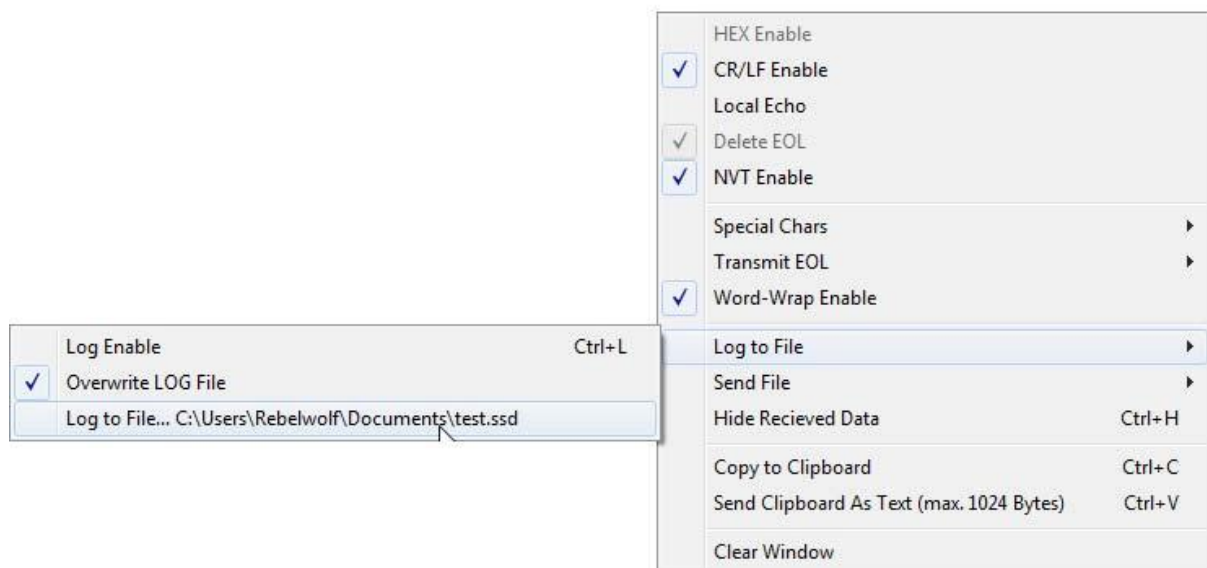 HEX Enable
CR/LF Enable
Local Echo
Delete EOL
NVT Enable
Special Chars
Transmit EOL
Word-Wrap Enable
Log to File
Send File
Hide Recieved Data Ctrl+H
Copy to Clipboard Ctrl+C
Send Clipboard As Text (max. 1024 Bytes) Ctrl+V
Clear Window
Log Enable Ctrl+L
Overwrite LOG File
Log to File... C:\Users\Rebelwolf\Documents\test.ssd